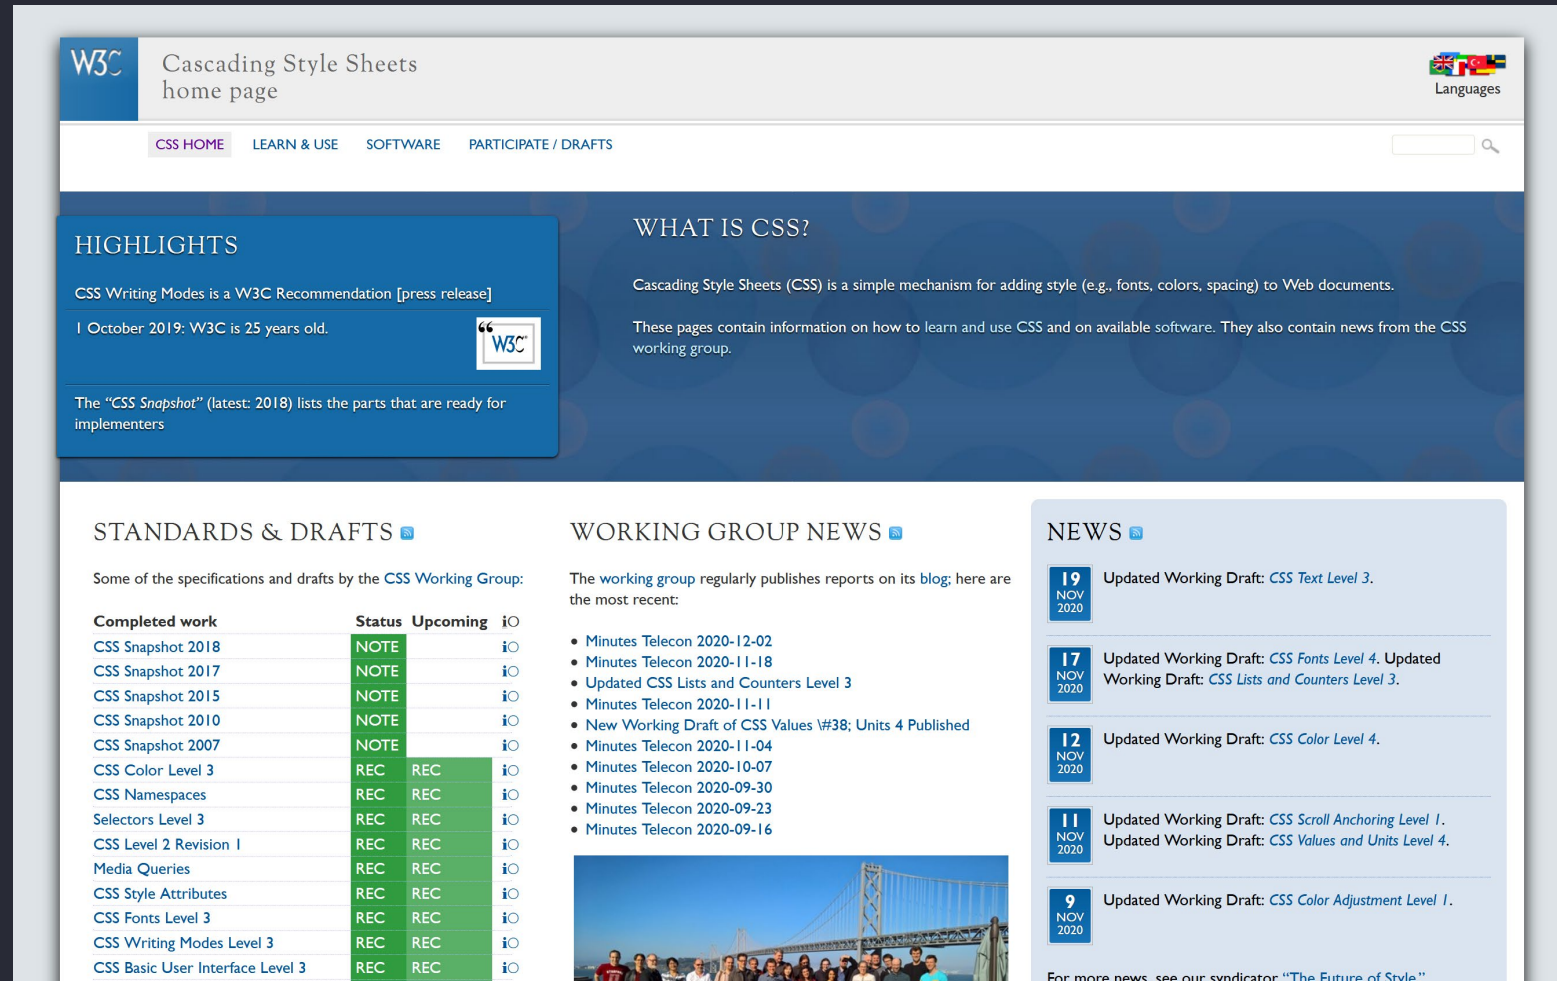 W3C
Cascading Style Sheets
home page
Languages
CSS HOME LEARN & USE SOFTWARE PARTICIPATE / DRAFTS
HIGHLIGHTS
CSS Writing Modes is a W3C Recommendation [press release]
1 October 2019: W3C is 25 years old.
“ W3C
The “CSS Snapshot” (latest: 2018) lists the parts that are ready for
implementers
WHAT IS CSS?
Cascading Style Sheets (CSS) is a simple mechanism for adding style (e.g., fonts, colors, spacing) to Web documents.
These pages contain information on how to learn and use CSS and on available software. They also contain news from the CSS
working group.
STANDARDS & DRAFTS
Some of the specifications and drafts by the CSS Working Group:
Completed work Status Upcoming iO
CSS Snapshot 2018 NOTE iO
CSS Snapshot 2017 NOTE iO
CSS Snapshot 2015 NOTE iO
CSS Snapshot 2010 NOTE iO
CSS Snapshot 2007 NOTE iO
CSS Color Level 3 REC REC iO
CSS Namespaces REC REC iO
Selectors Level 3 REC REC iO
CSS Level 2 Revision 1 REC REC iO
Media Queries REC REC iO
CSS Style Attributes REC REC iO
CSS Fonts Level 3 REC REC iO
CSS Writing Modes Level 3 REC REC iO
CSS Basic User Interface Level 3 REC REC iO
WORKING GROUP NEWS
The working group regularly publishes reports on its blog; here are
the most recent:
• Minutes Telecon 2020-12-02
• Minutes Telecon 2020-11-18
• Updated CSS Lists and Counters Level 3
• Minutes Telecon 2020-11-11
• New Working Draft of CSS Values \#38; Units 4 Published
• Minutes Telecon 2020-11-04
• Minutes Telecon 2020-10-07
• Minutes Telecon 2020-09-30
• Minutes Telecon 2020-09-23
• Minutes Telecon 2020-09-16
NEWS
19
NOV
2020
Updated Working Draft: CSS Text Level 3.
17
NOV
2020
Updated Working Draft: CSS Fonts Level 4. Updated
Working Draft: CSS Lists and Counters Level 3.
12
NOV
2020
Updated Working Draft: CSS Color Level 4.
11
NOV
2020
Updated Working Draft: CSS Scroll Anchoring Level 1.
Updated Working Draft: CSS Values and Units Level 4.
9
NOV
2020
Updated Working Draft: CSS Color Adjustment Level 1.
For more news, see our syndicator “The Future of Style.”